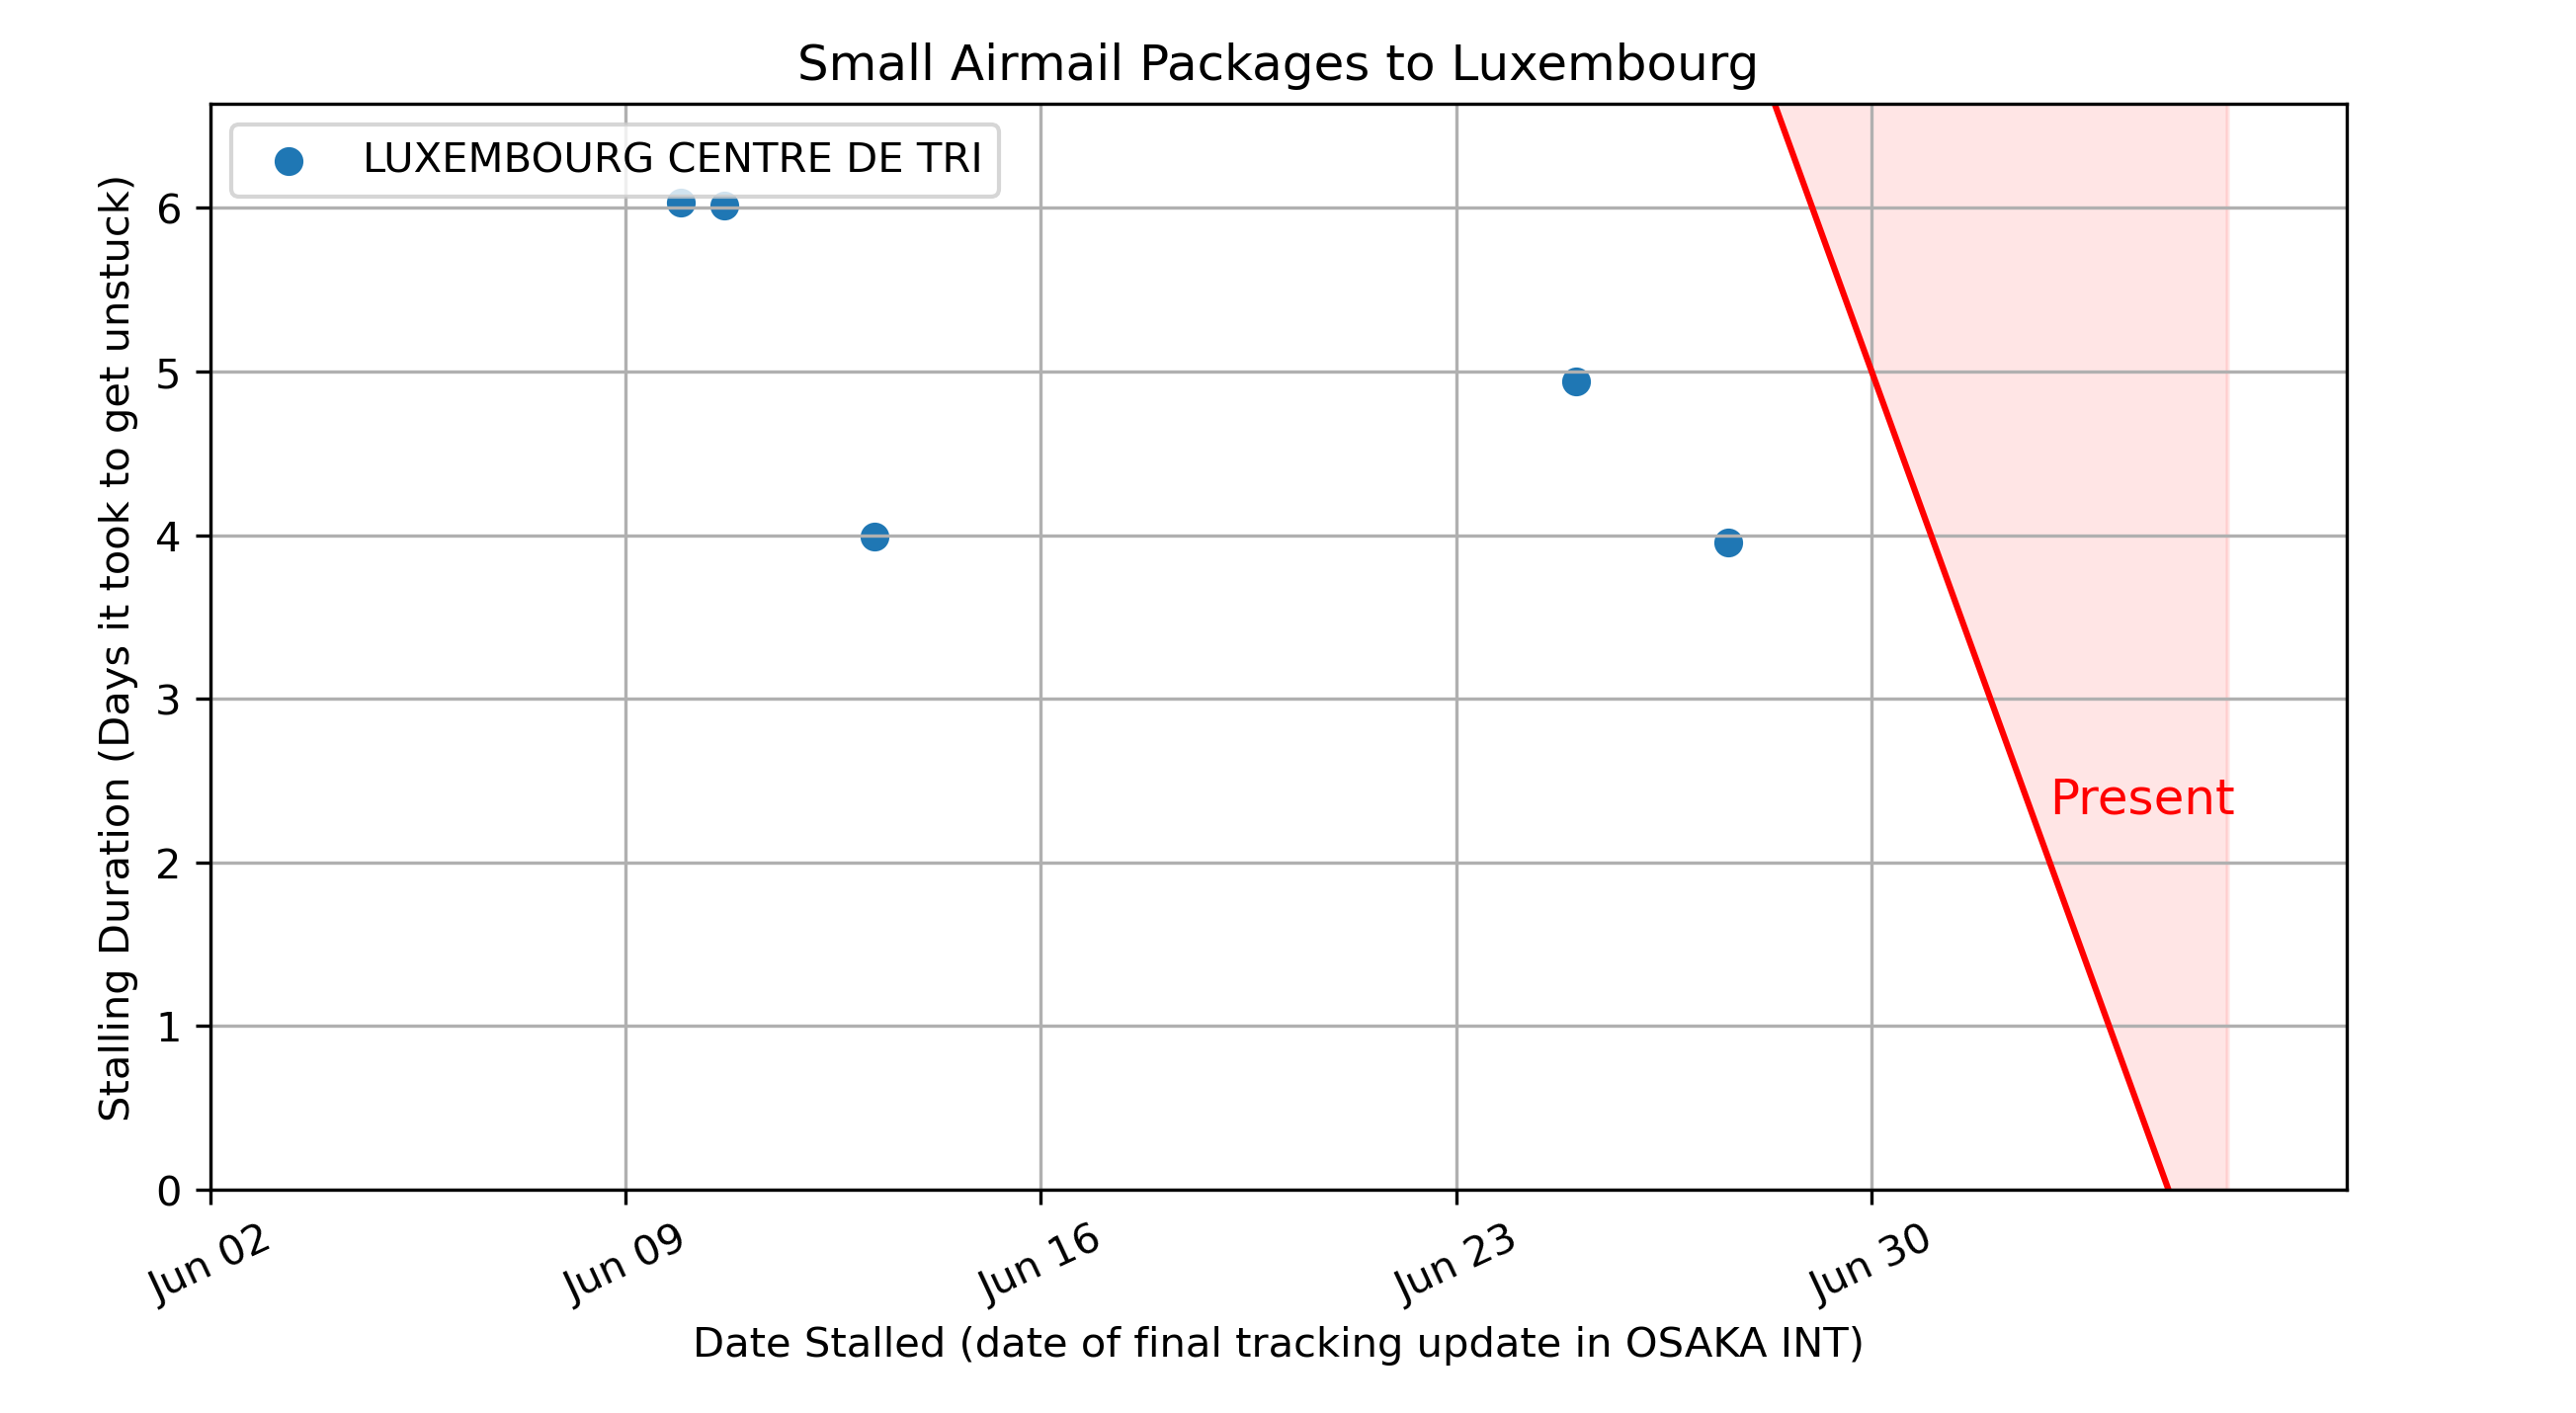 Small Airmail Packages to Luxembourg
LUXEMBOURG CENTRE DE TRI
Stalling Duration (Days it took to get unstuck)
6
5
4
3
2
1
0
Present
Jun 02
Jun 09
Jun 16
Jun 23
Jun 30
Date Stalled (date of final tracking update in OSAKA INT)